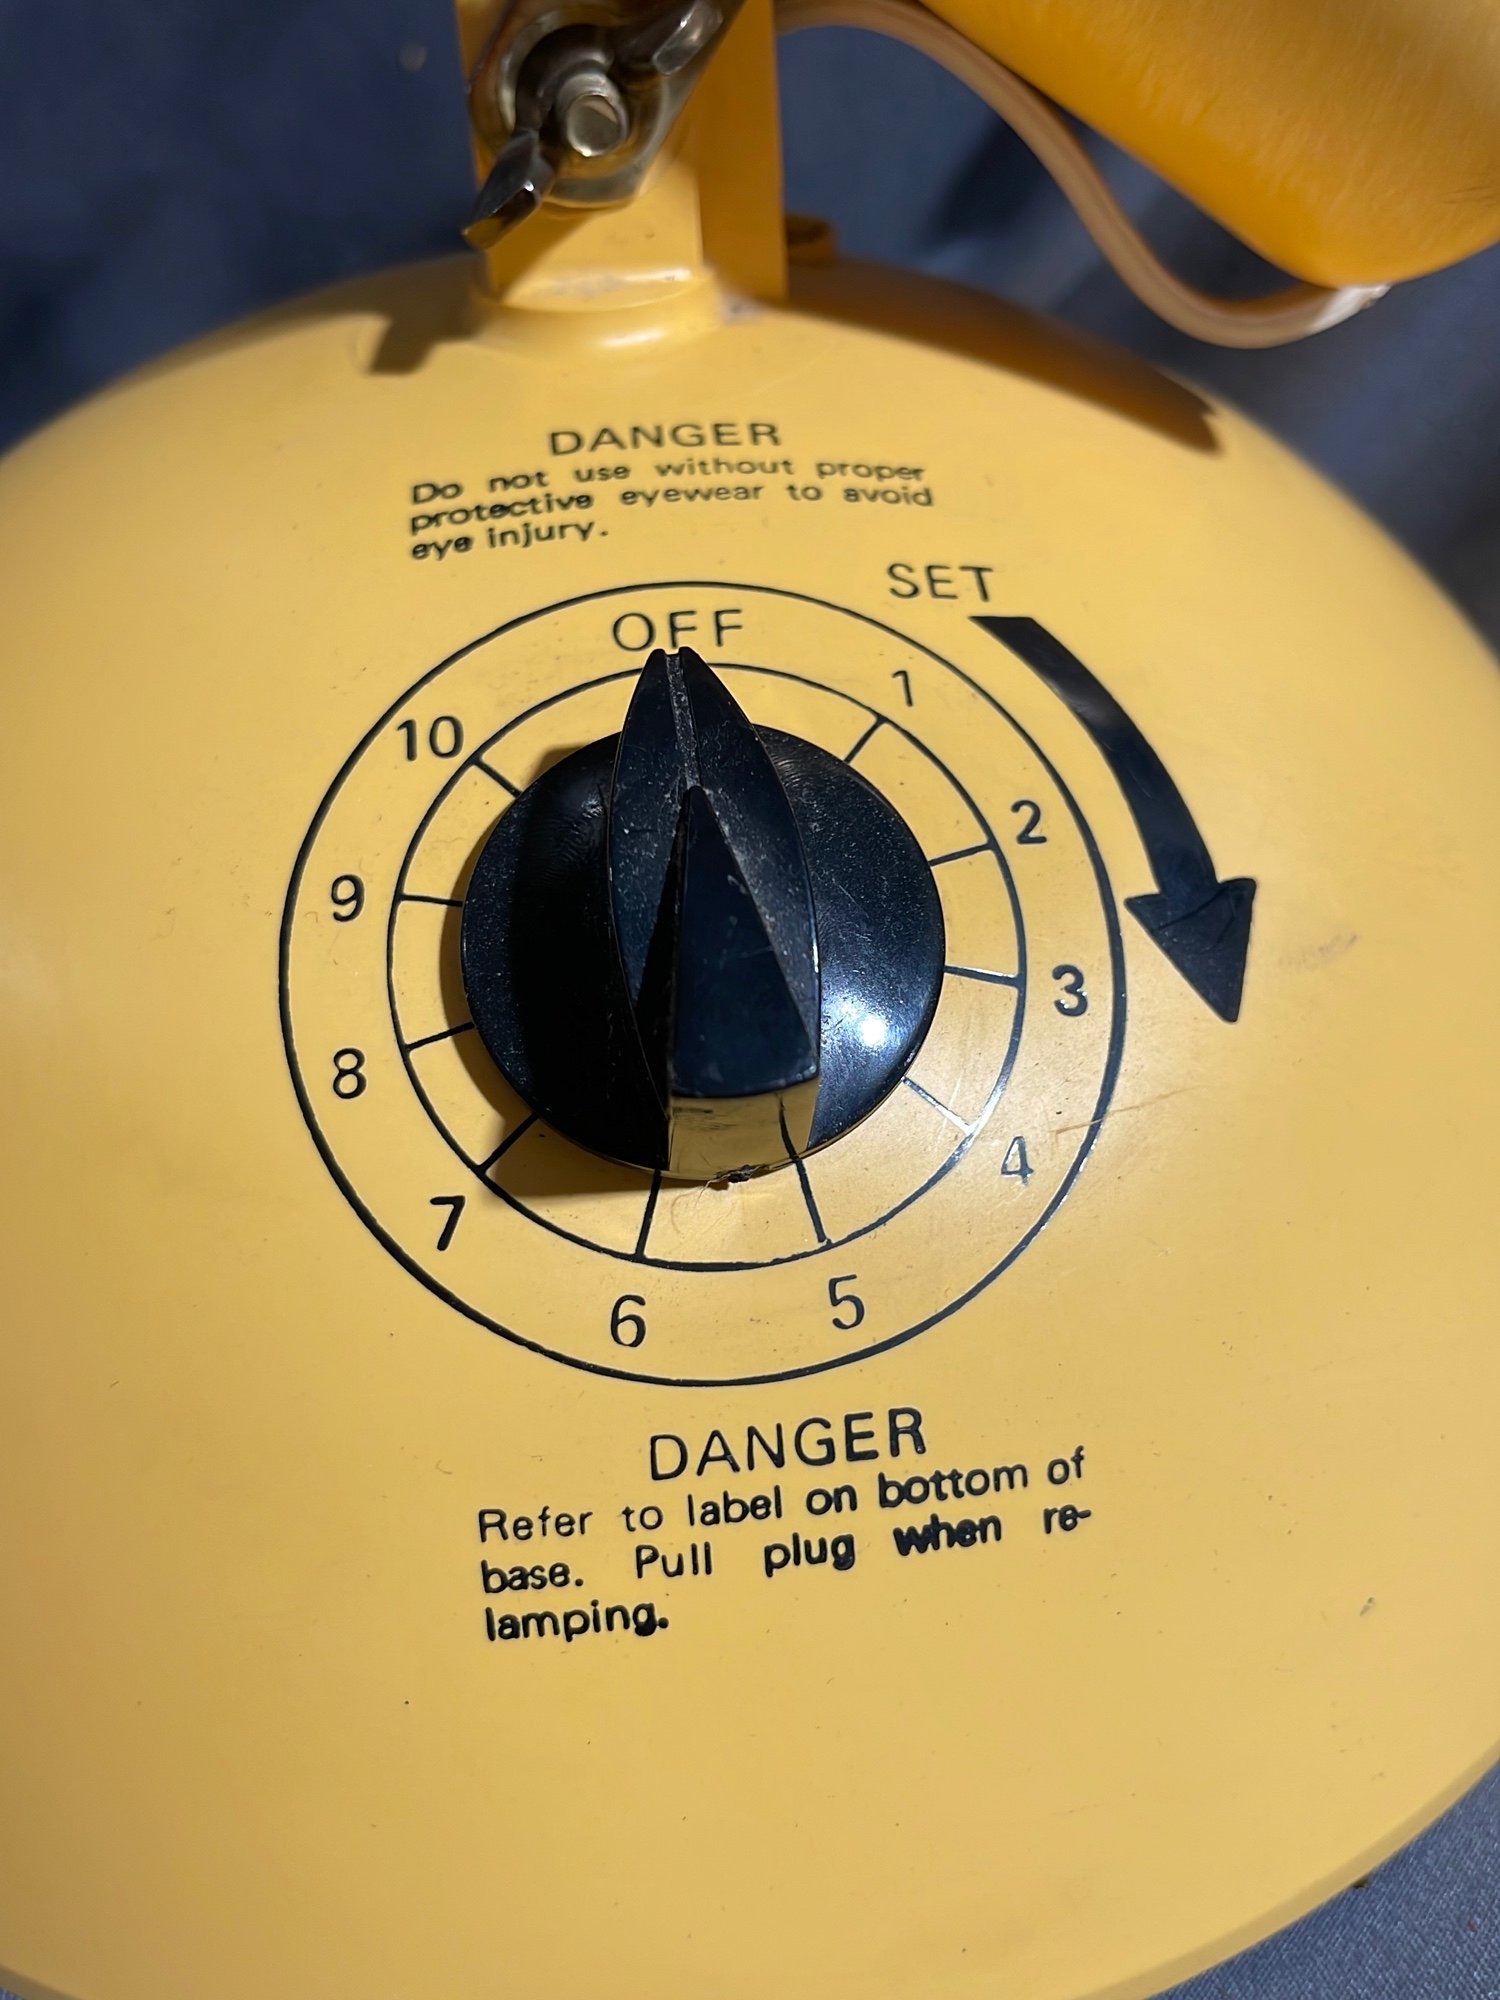 DANGER
Do not use without proper
protective eyewear to avoid
eye injury.
SET
OFF
1
2
3
4
5
6
7
8
9
10
DANGER
Refer to label on bottom of
base. Pull plug when re-
lamping.